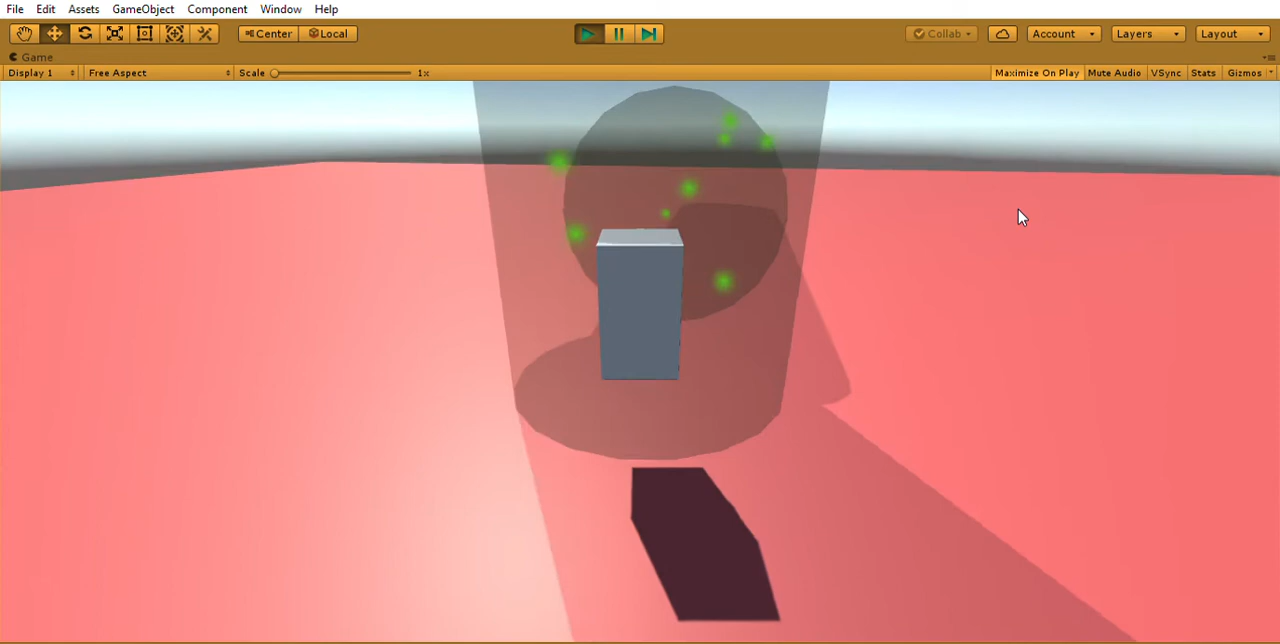 File Edit Assets GameObject Component Window Help
Center Local Collab Account Layers Layout
Game
Display 1 Free Aspect Scale 1x Maximize On Play Mute Audio VSync Stats Gizmos